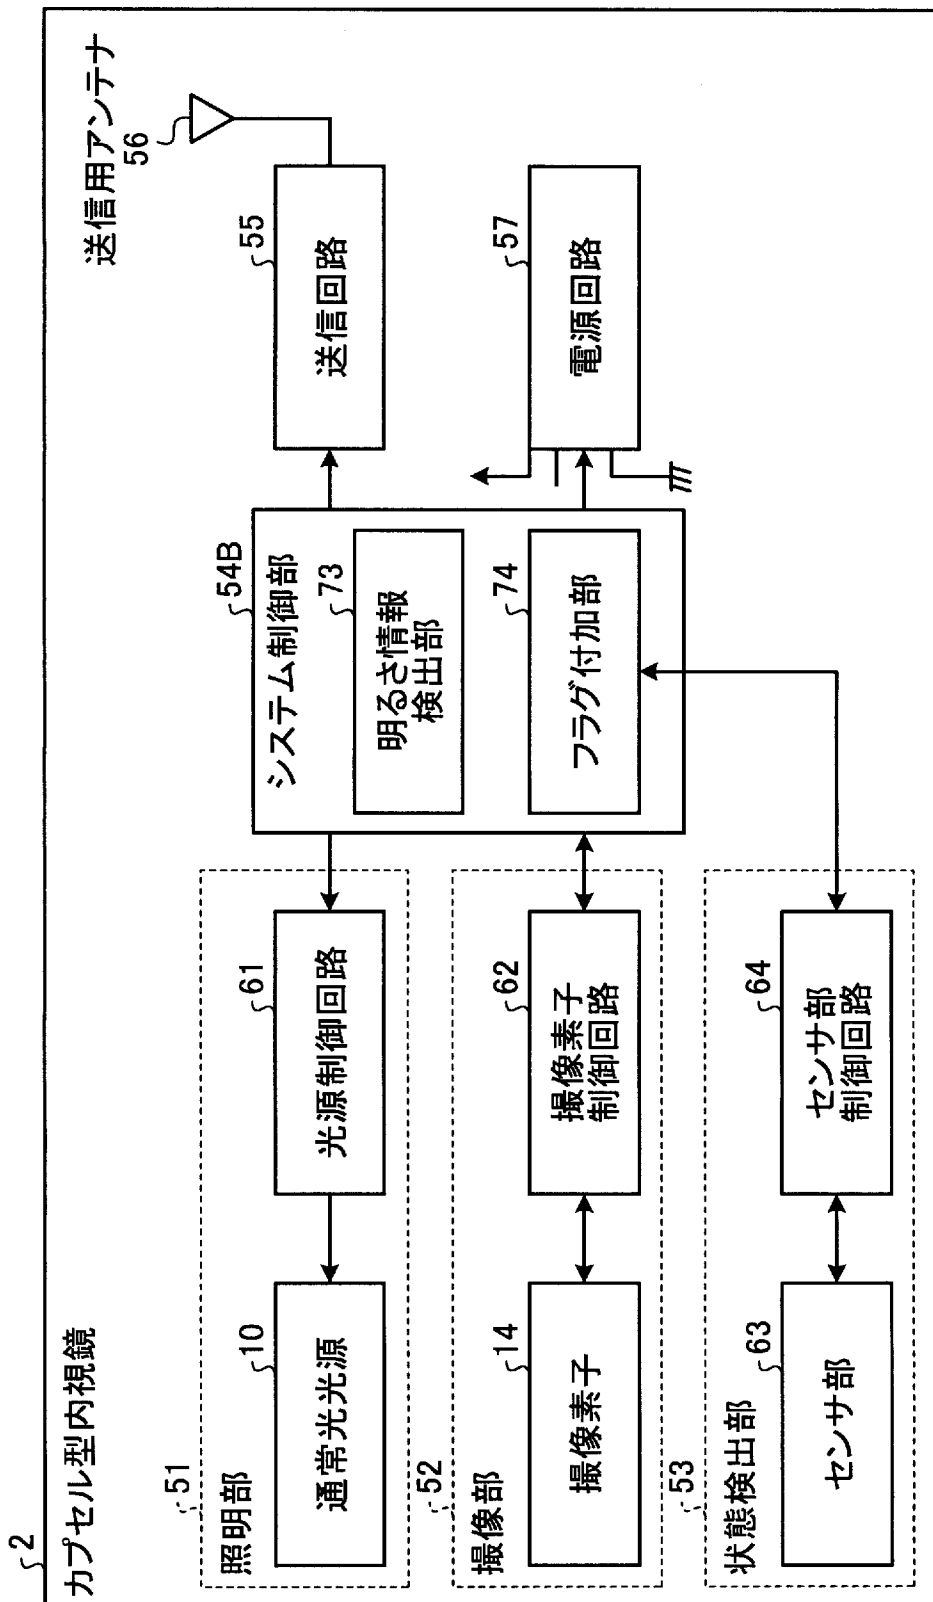 2
カプセル型内視鏡
送信用アンテナ
56
51
照明部
10
通常光光源
61
光源制御回路
54B
システム制御部
73
明るさ情報
検出部
74
フラグ付加部
55
送信回路
57
電源回路
52
撮像部
14
撮像素子
62
撮像素子
制御回路
53
状態検出部
63
センサ部
64
センサ部
制御回路